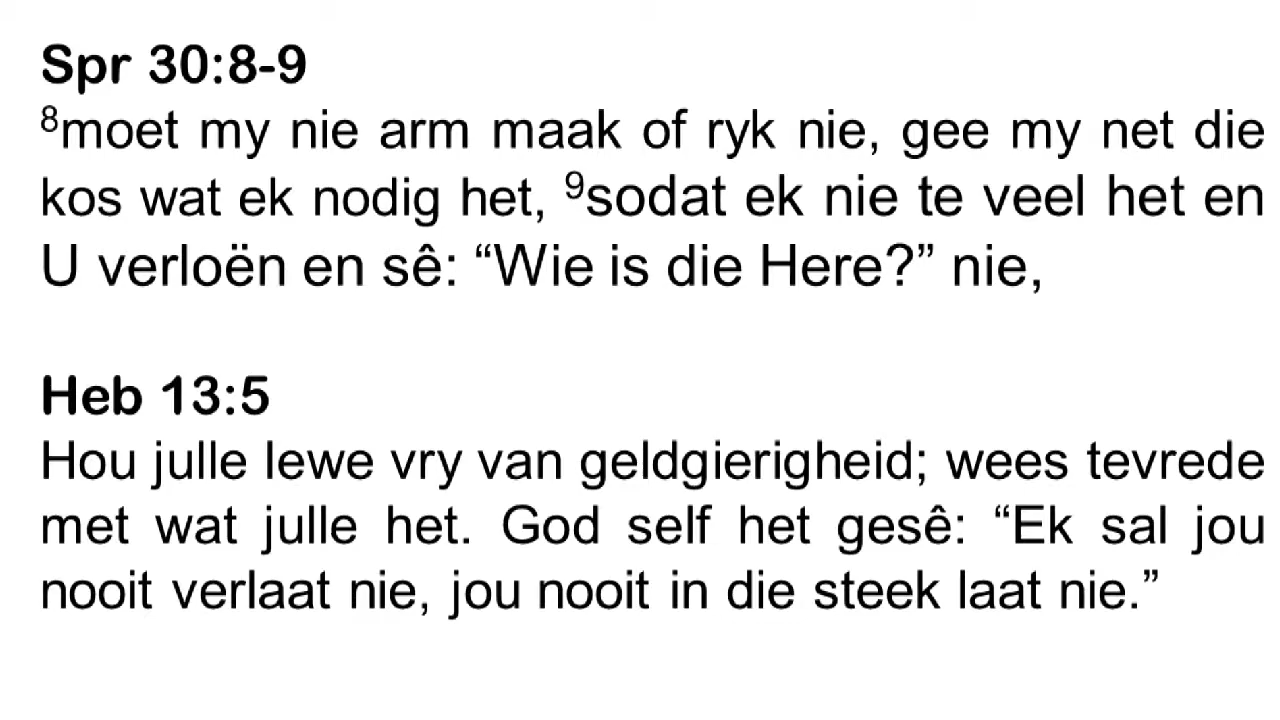 Spr 30:8-9
⁸moet my nie arm maak of ryk nie, gee my net die
kos wat ek nodig het, ⁹sodat ek nie te veel het en
U verloën en sê: “Wie is die Here?” nie,
Heb 13:5
Hou julle lewe vry van geldgierigheid; wees tevrede
met wat julle het. God self het gesê: “Ek sal jou
nooit verlaat nie, jou nooit in die steek laat nie.”